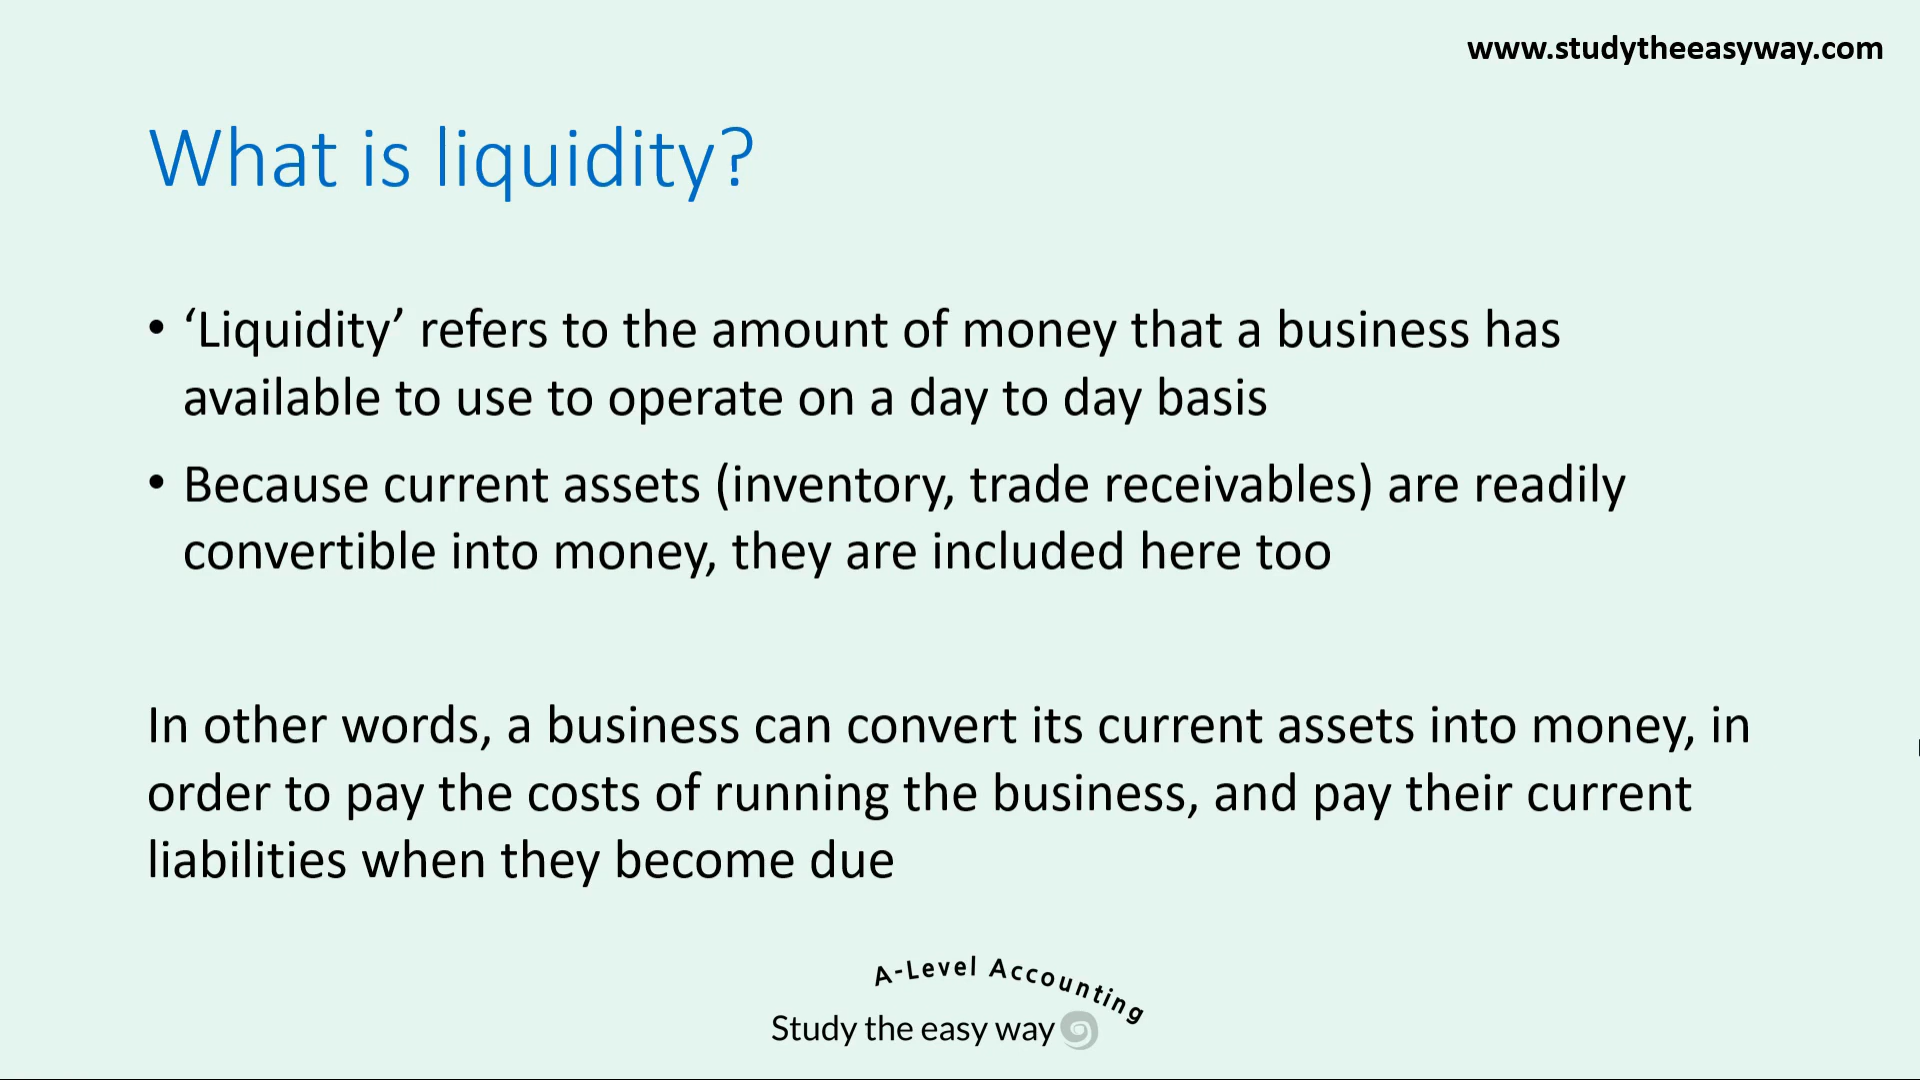 www.studytheeasyway.com
What is liquidity?
• ‘Liquidity’ refers to the amount of money that a business has
available to use to operate on a day to day basis
• Because current assets (inventory, trade receivables) are readily
convertible into money, they are included here too
In other words, a business can convert its current assets into money, in
order to pay the costs of running the business, and pay their current
liabilities when they become due
A-Level Accounting
Study the easy way